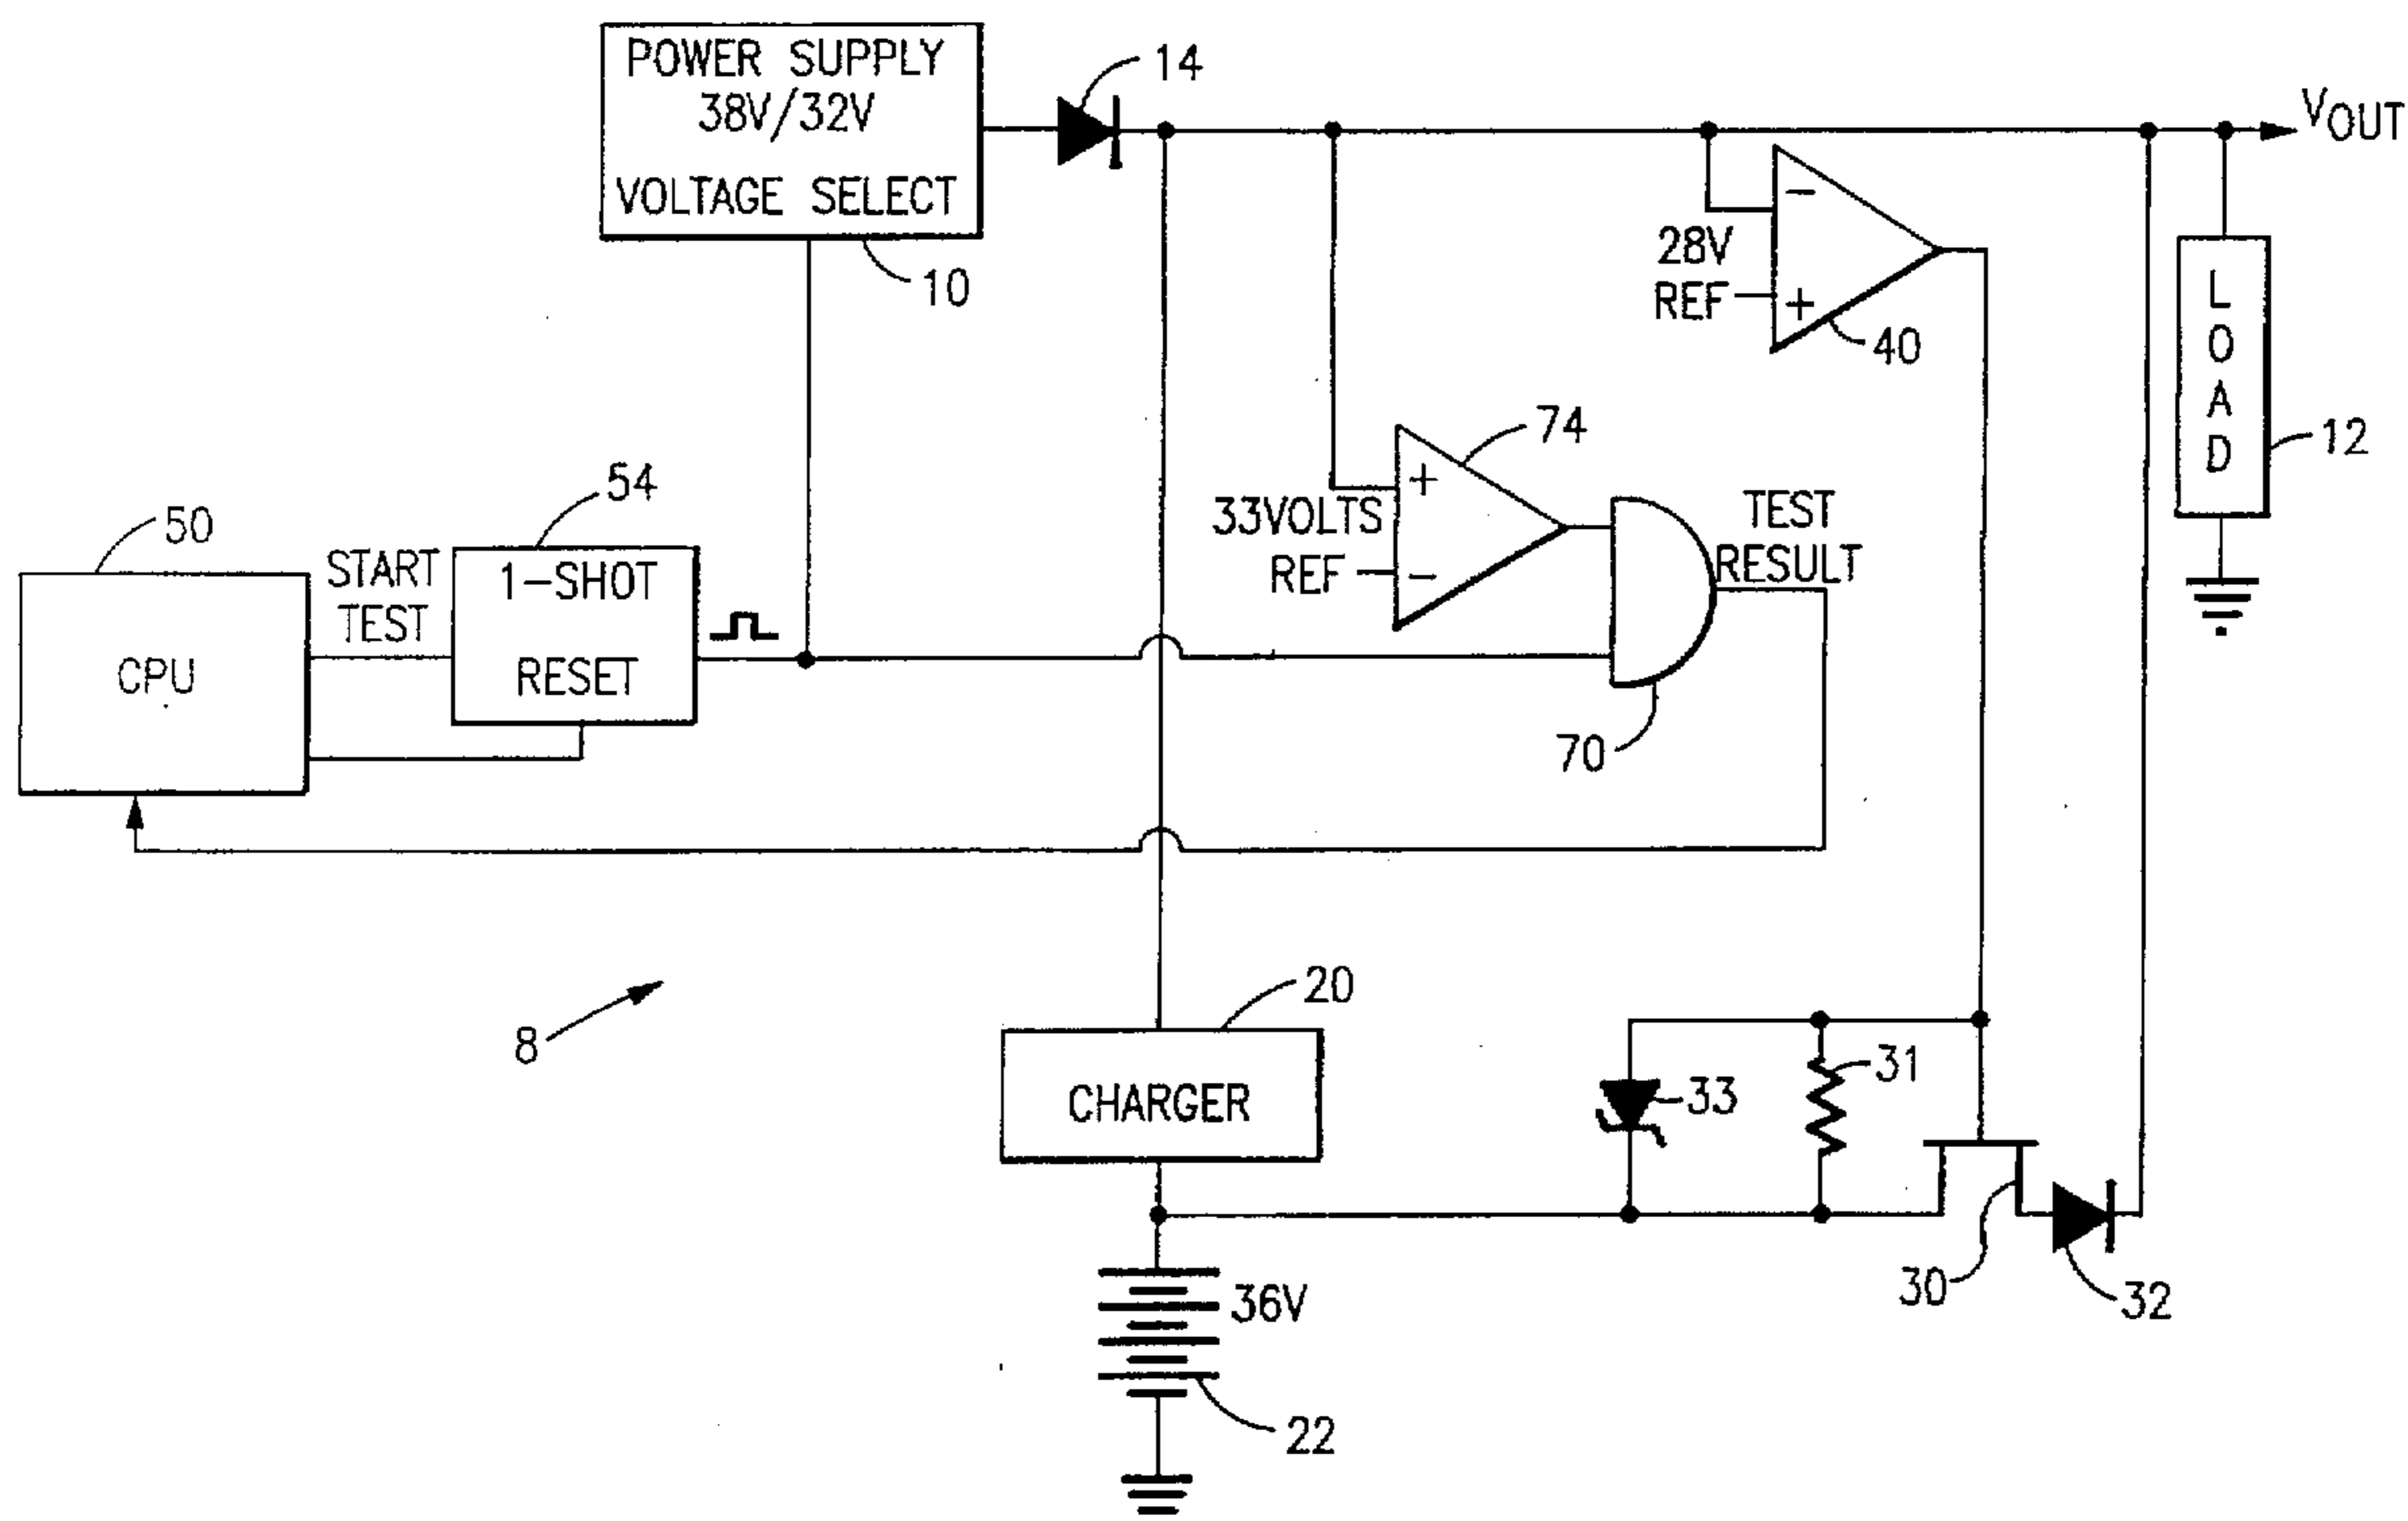 POWER SUPPLY
38V/32V
VOLTAGE SELECT
10
14
VOUT
28V
REF
-
+
40
L
O
A
D
12
74
+
33VOLTS
REF
-
TEST
RESULT
70
50
CPU
START
TEST
54
1-SHOT
RESET
8
20
CHARGER
33
31
30
32
36V
22